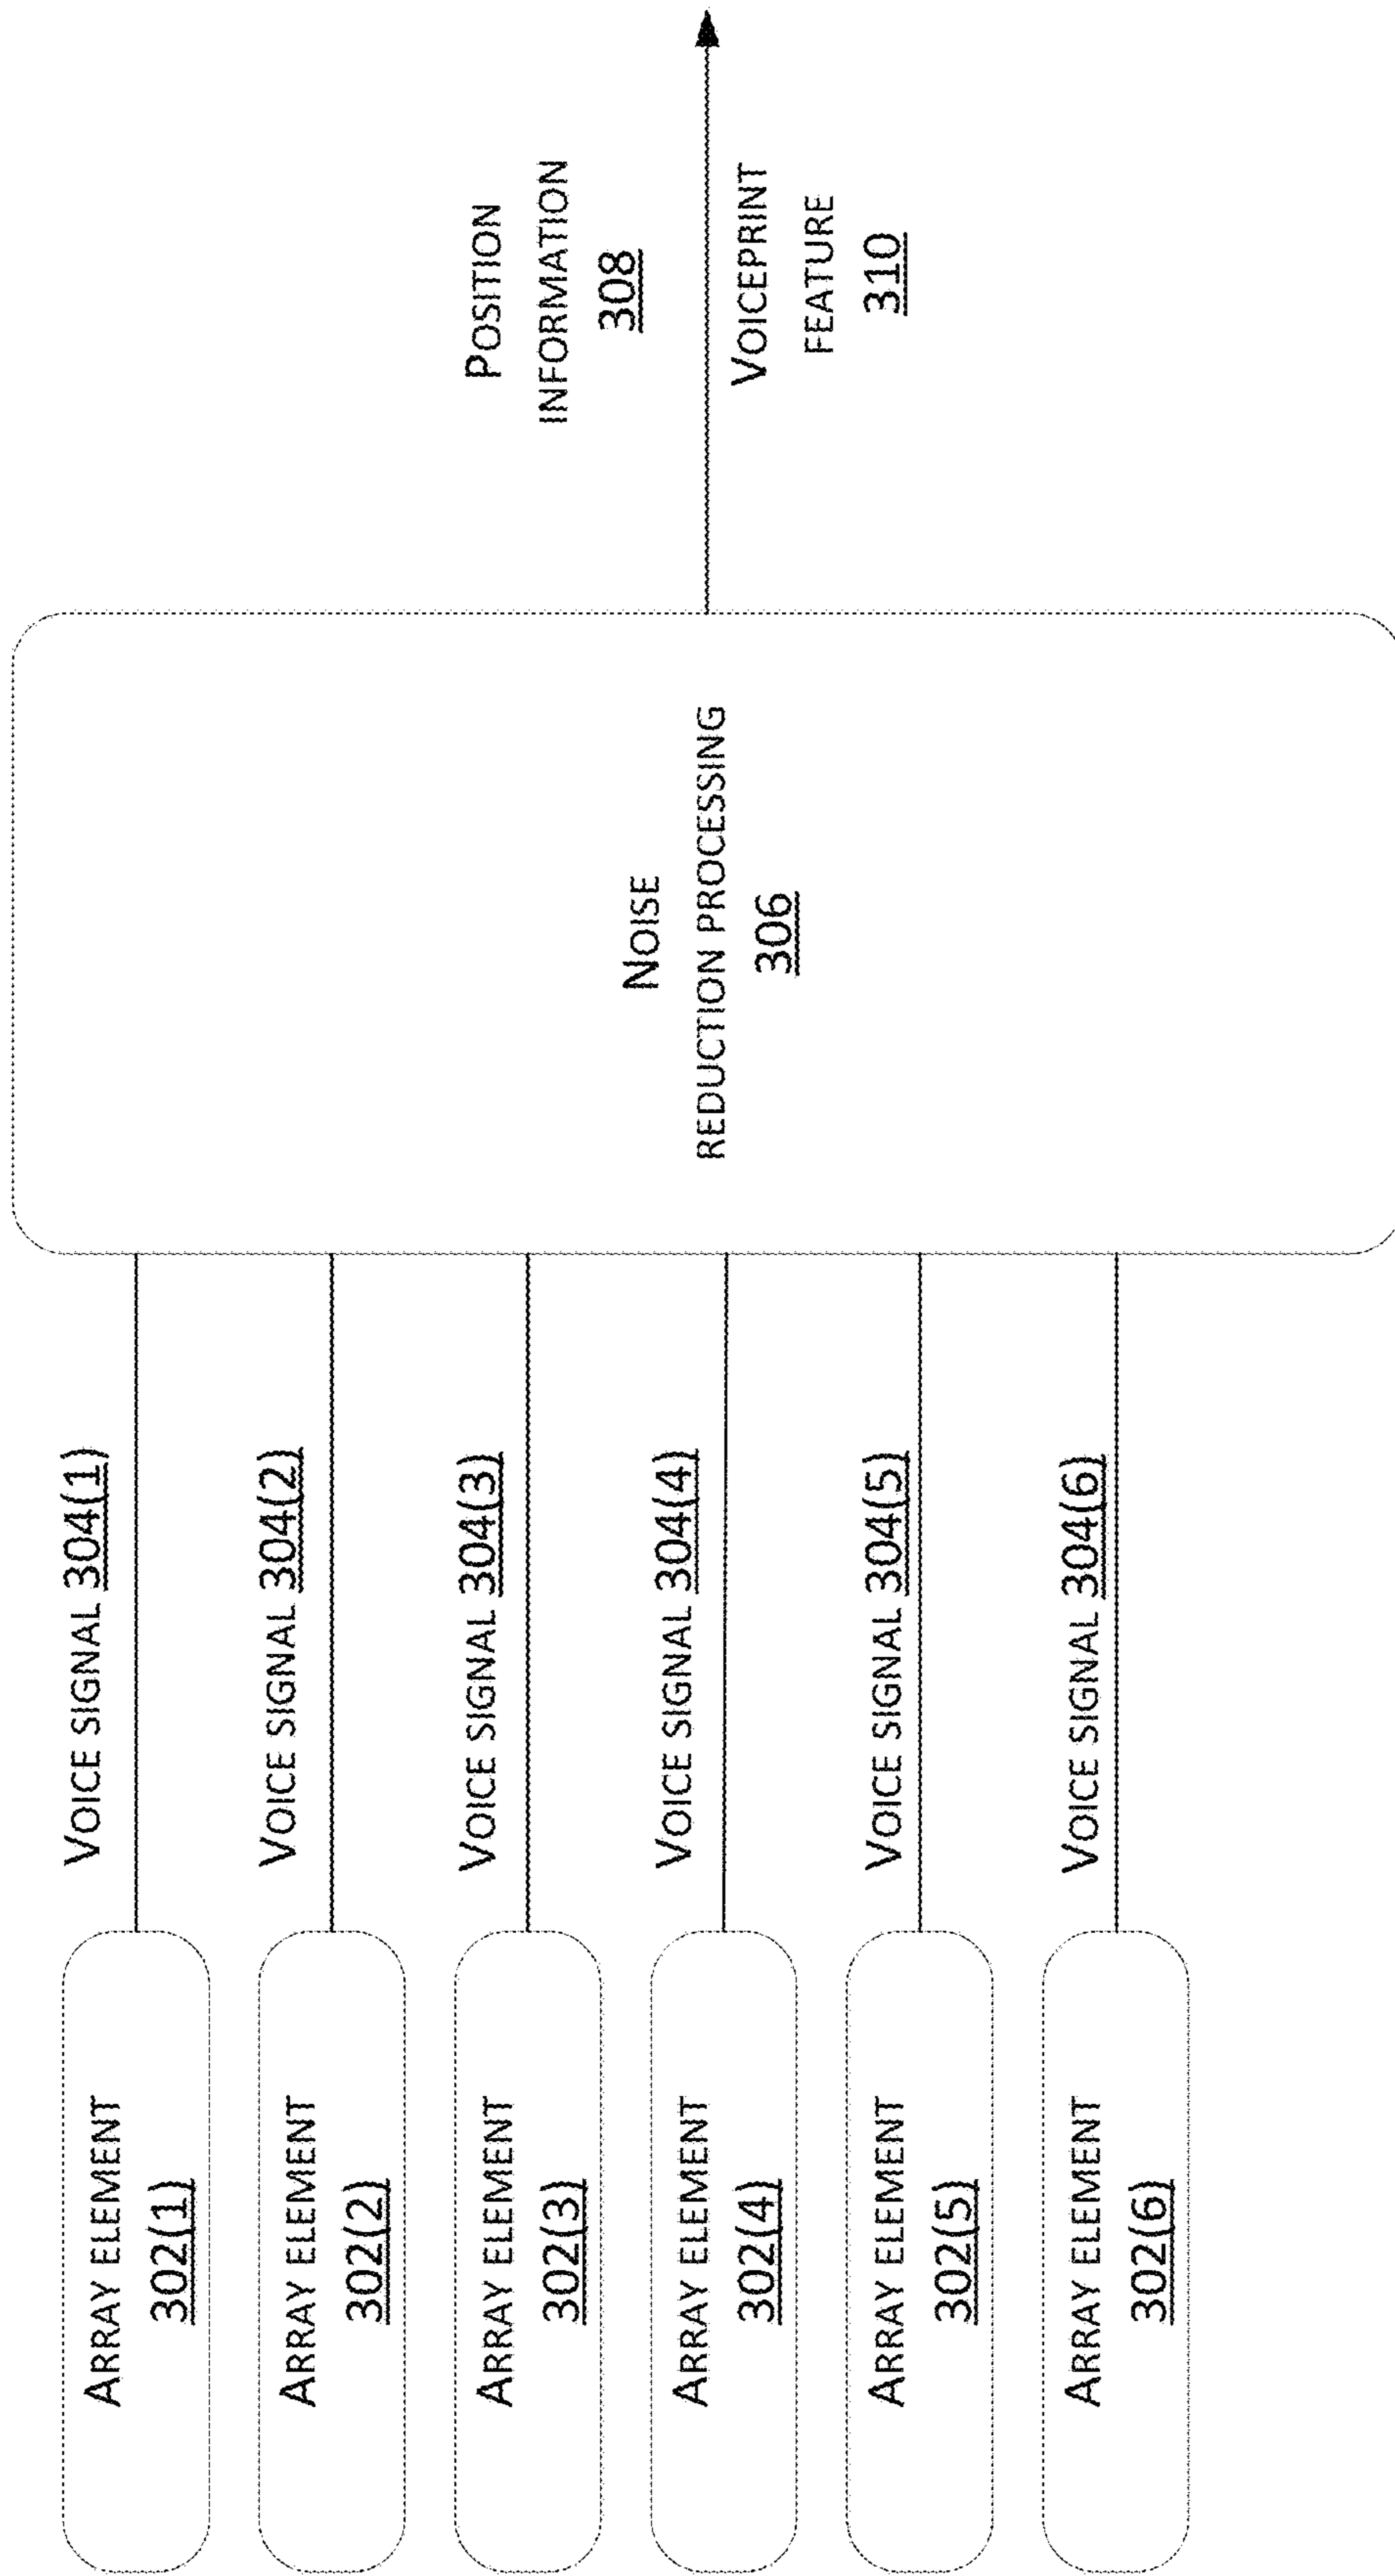 ARRAY ELEMENT
302(1)
VOICE SIGNAL 304(1)
ARRAY ELEMENT
302(2)
VOICE SIGNAL 304(2)
ARRAY ELEMENT
302(3)
VOICE SIGNAL 304(3)
ARRAY ELEMENT
302(4)
VOICE SIGNAL 304(4)
ARRAY ELEMENT
302(5)
VOICE SIGNAL 304(5)
ARRAY ELEMENT
302(6)
VOICE SIGNAL 304(6)
NOISE
REDUCTION PROCESSING
306
POSITION
INFORMATION
308
VOICEPRINT
FEATURE
310